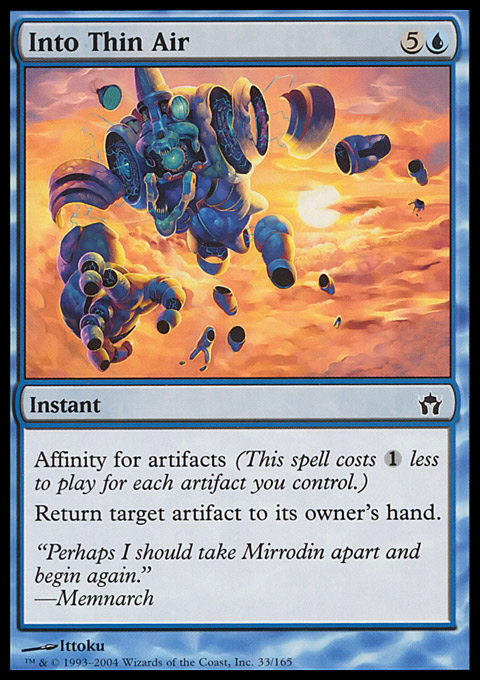 Into Thin Air 5
Instant
Affinity for artifacts (This spell costs 1 less
to play for each artifact you control.)
Return target artifact to its owner's hand.
“Perhaps I should take Mirrodin apart and
begin again.”
—Memnarch
Ittoku
™ & © 1993–2004 Wizards of the Coast, Inc. 33/165